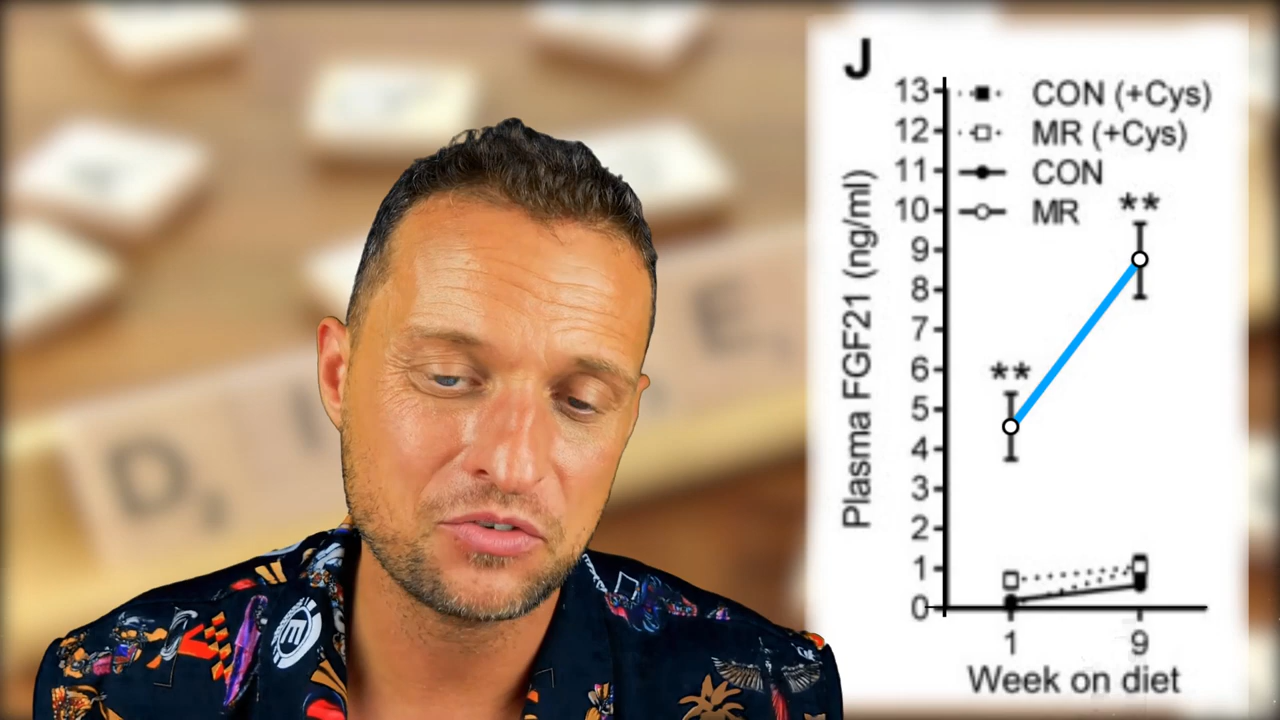 J
13
12
11
10
9
8
7
6
5
4
3
2
1
0
Plasma FGF21 (ng/ml)
CON (+Cys)
MR (+Cys)
CON
MR
**
**
1 9
Week on diet
D
I
E
E